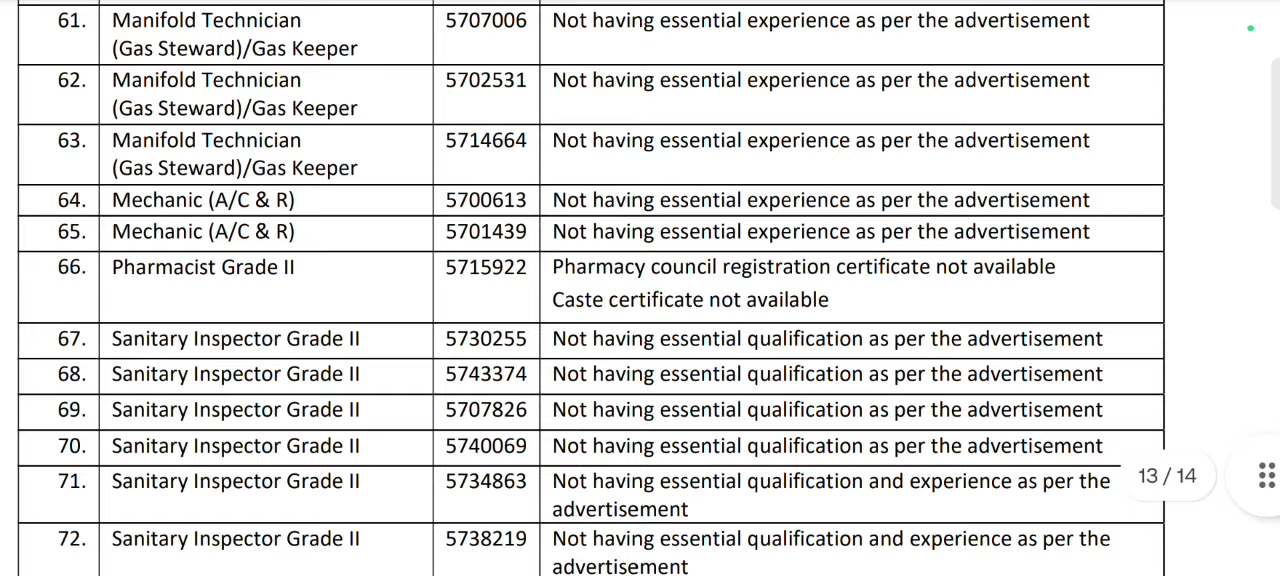 61. Manifold Technician 5707006 Not having essential experience as per the advertisement
(Gas Steward)/Gas Keeper
62. Manifold Technician 5702531 Not having essential experience as per the advertisement
(Gas Steward)/Gas Keeper
63. Manifold Technician 5714664 Not having essential experience as per the advertisement
(Gas Steward)/Gas Keeper
64. Mechanic (A/C & R) 5700613 Not having essential experience as per the advertisement
65. Mechanic (A/C & R) 5701439 Not having essential experience as per the advertisement
66. Pharmacist Grade II 5715922 Pharmacy council registration certificate not available
Caste certificate not available
67. Sanitary Inspector Grade II 5730255 Not having essential qualification as per the advertisement
68. Sanitary Inspector Grade II 5743374 Not having essential qualification as per the advertisement
69. Sanitary Inspector Grade II 5707826 Not having essential qualification as per the advertisement
70. Sanitary Inspector Grade II 5740069 Not having essential qualification as per the advertisement
71. Sanitary Inspector Grade II 5734863 Not having essential qualification and experience as per the
advertisement
13 / 14
72. Sanitary Inspector Grade II 5738219 Not having essential qualification and experience as per the
advertisement